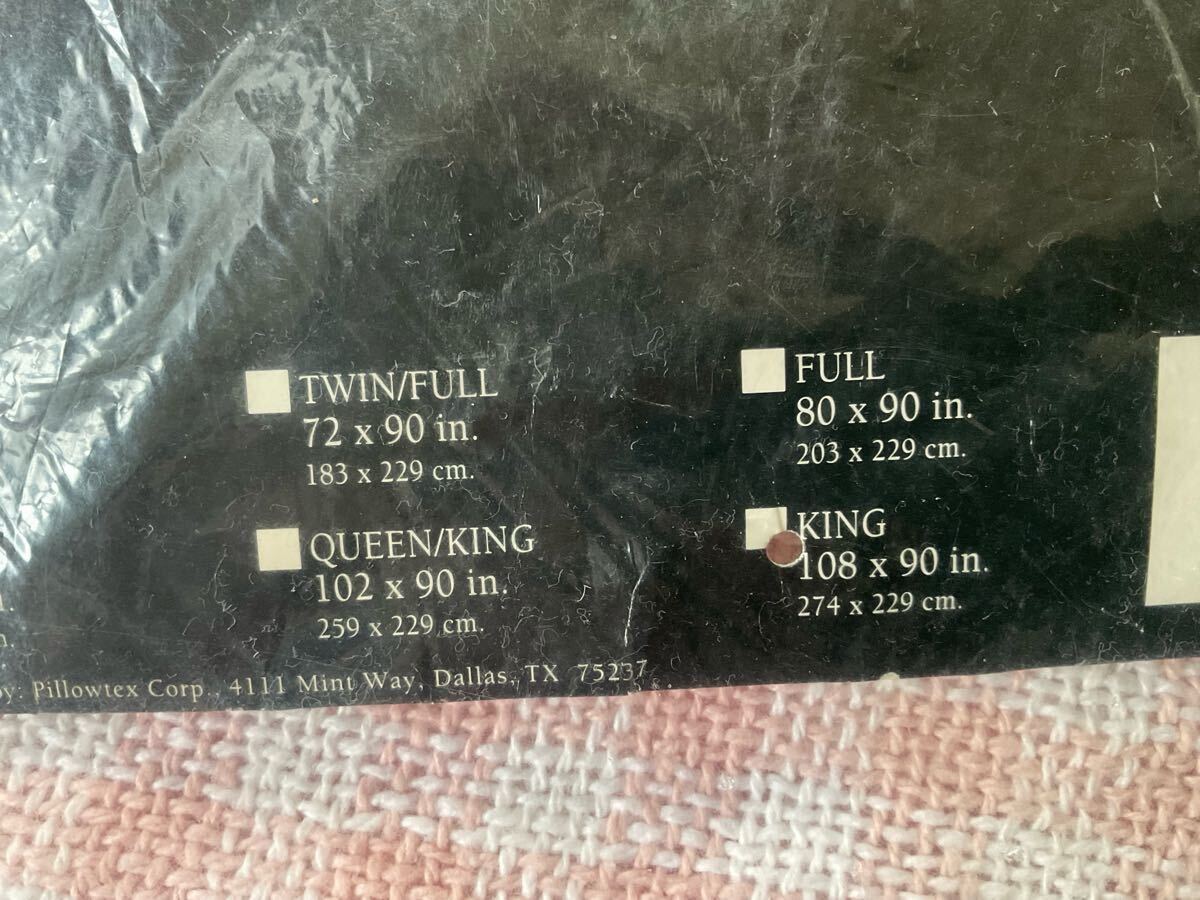 TWIN/FULL
72 x 90 in.
183 x 229 cm.
FULL
80 x 90 in.
203 x 229 cm.
QUEEN/KING
102 x 90 in.
259 x 229 cm.
KING
108 x 90 in.
274 x 229 cm.
by: Pillowtex Corp., 4111 Mint Way, Dallas, TX 75237